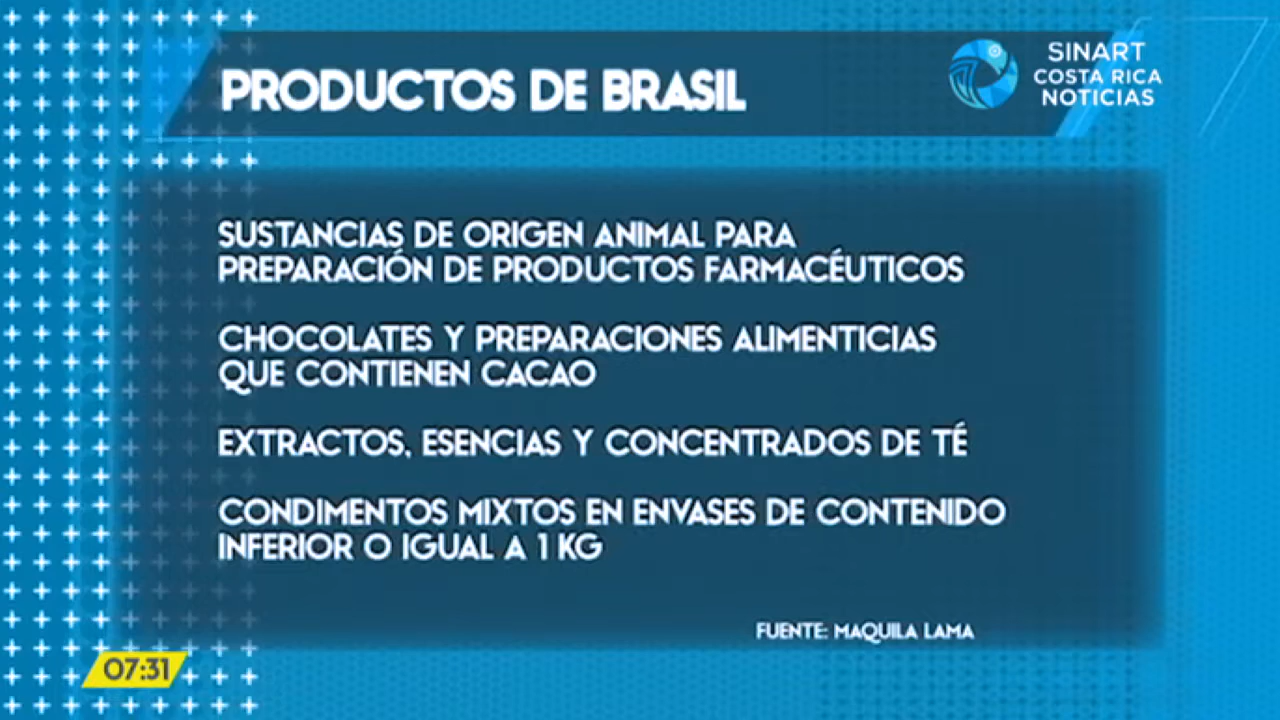 PRODUCTOS DE BRASIL
SINART
COSTA RICA
NOTICIAS
SUSTANCIAS DE ORIGEN ANIMAL PARA
PREPARACIÓN DE PRODUCTOS FARMACÉUTICOS
CHOCOLATES Y PREPARACIONES ALIMENTICIAS
QUE CONTIENEN CACAO
EXTRACTOS, ESENCIAS Y CONCENTRADOS DE TÉ
CONDIMENTOS MIXTOS EN ENVASES DE CONTENIDO
INFERIOR O IGUAL A 1 KG
FUENTE: MAQUILA LAMA
07:31